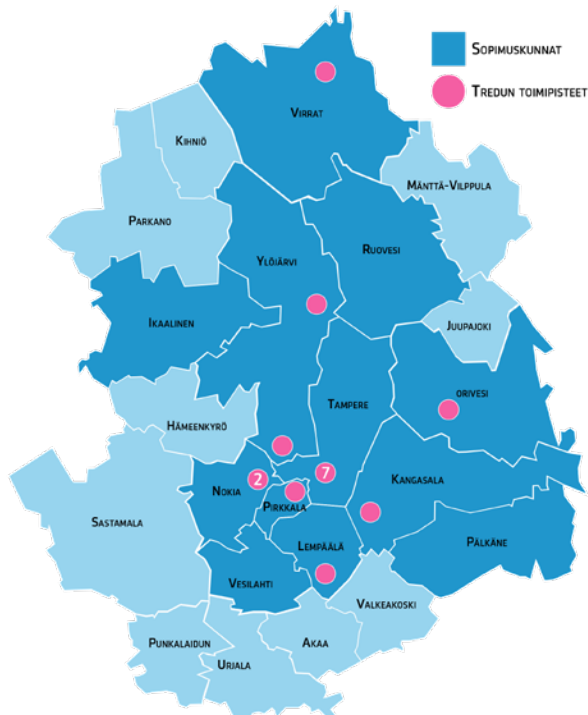 Sopimuskunnat
Tredun toimipisteet
Virrat
Kihniö
Mänttä-Vilppula
Parkano
Ruovesi
Ylöjärvi
Ikaalinen
Juupajoki
orivesi
Tampere
Hämeenkyrö
7
2
Kangasala
Nokia
Pirkkala
Sastamala
Lempäälä
Pälkäne
Vesilahti
Valkeakoski
Punkalaidun
Akaa
Urjala